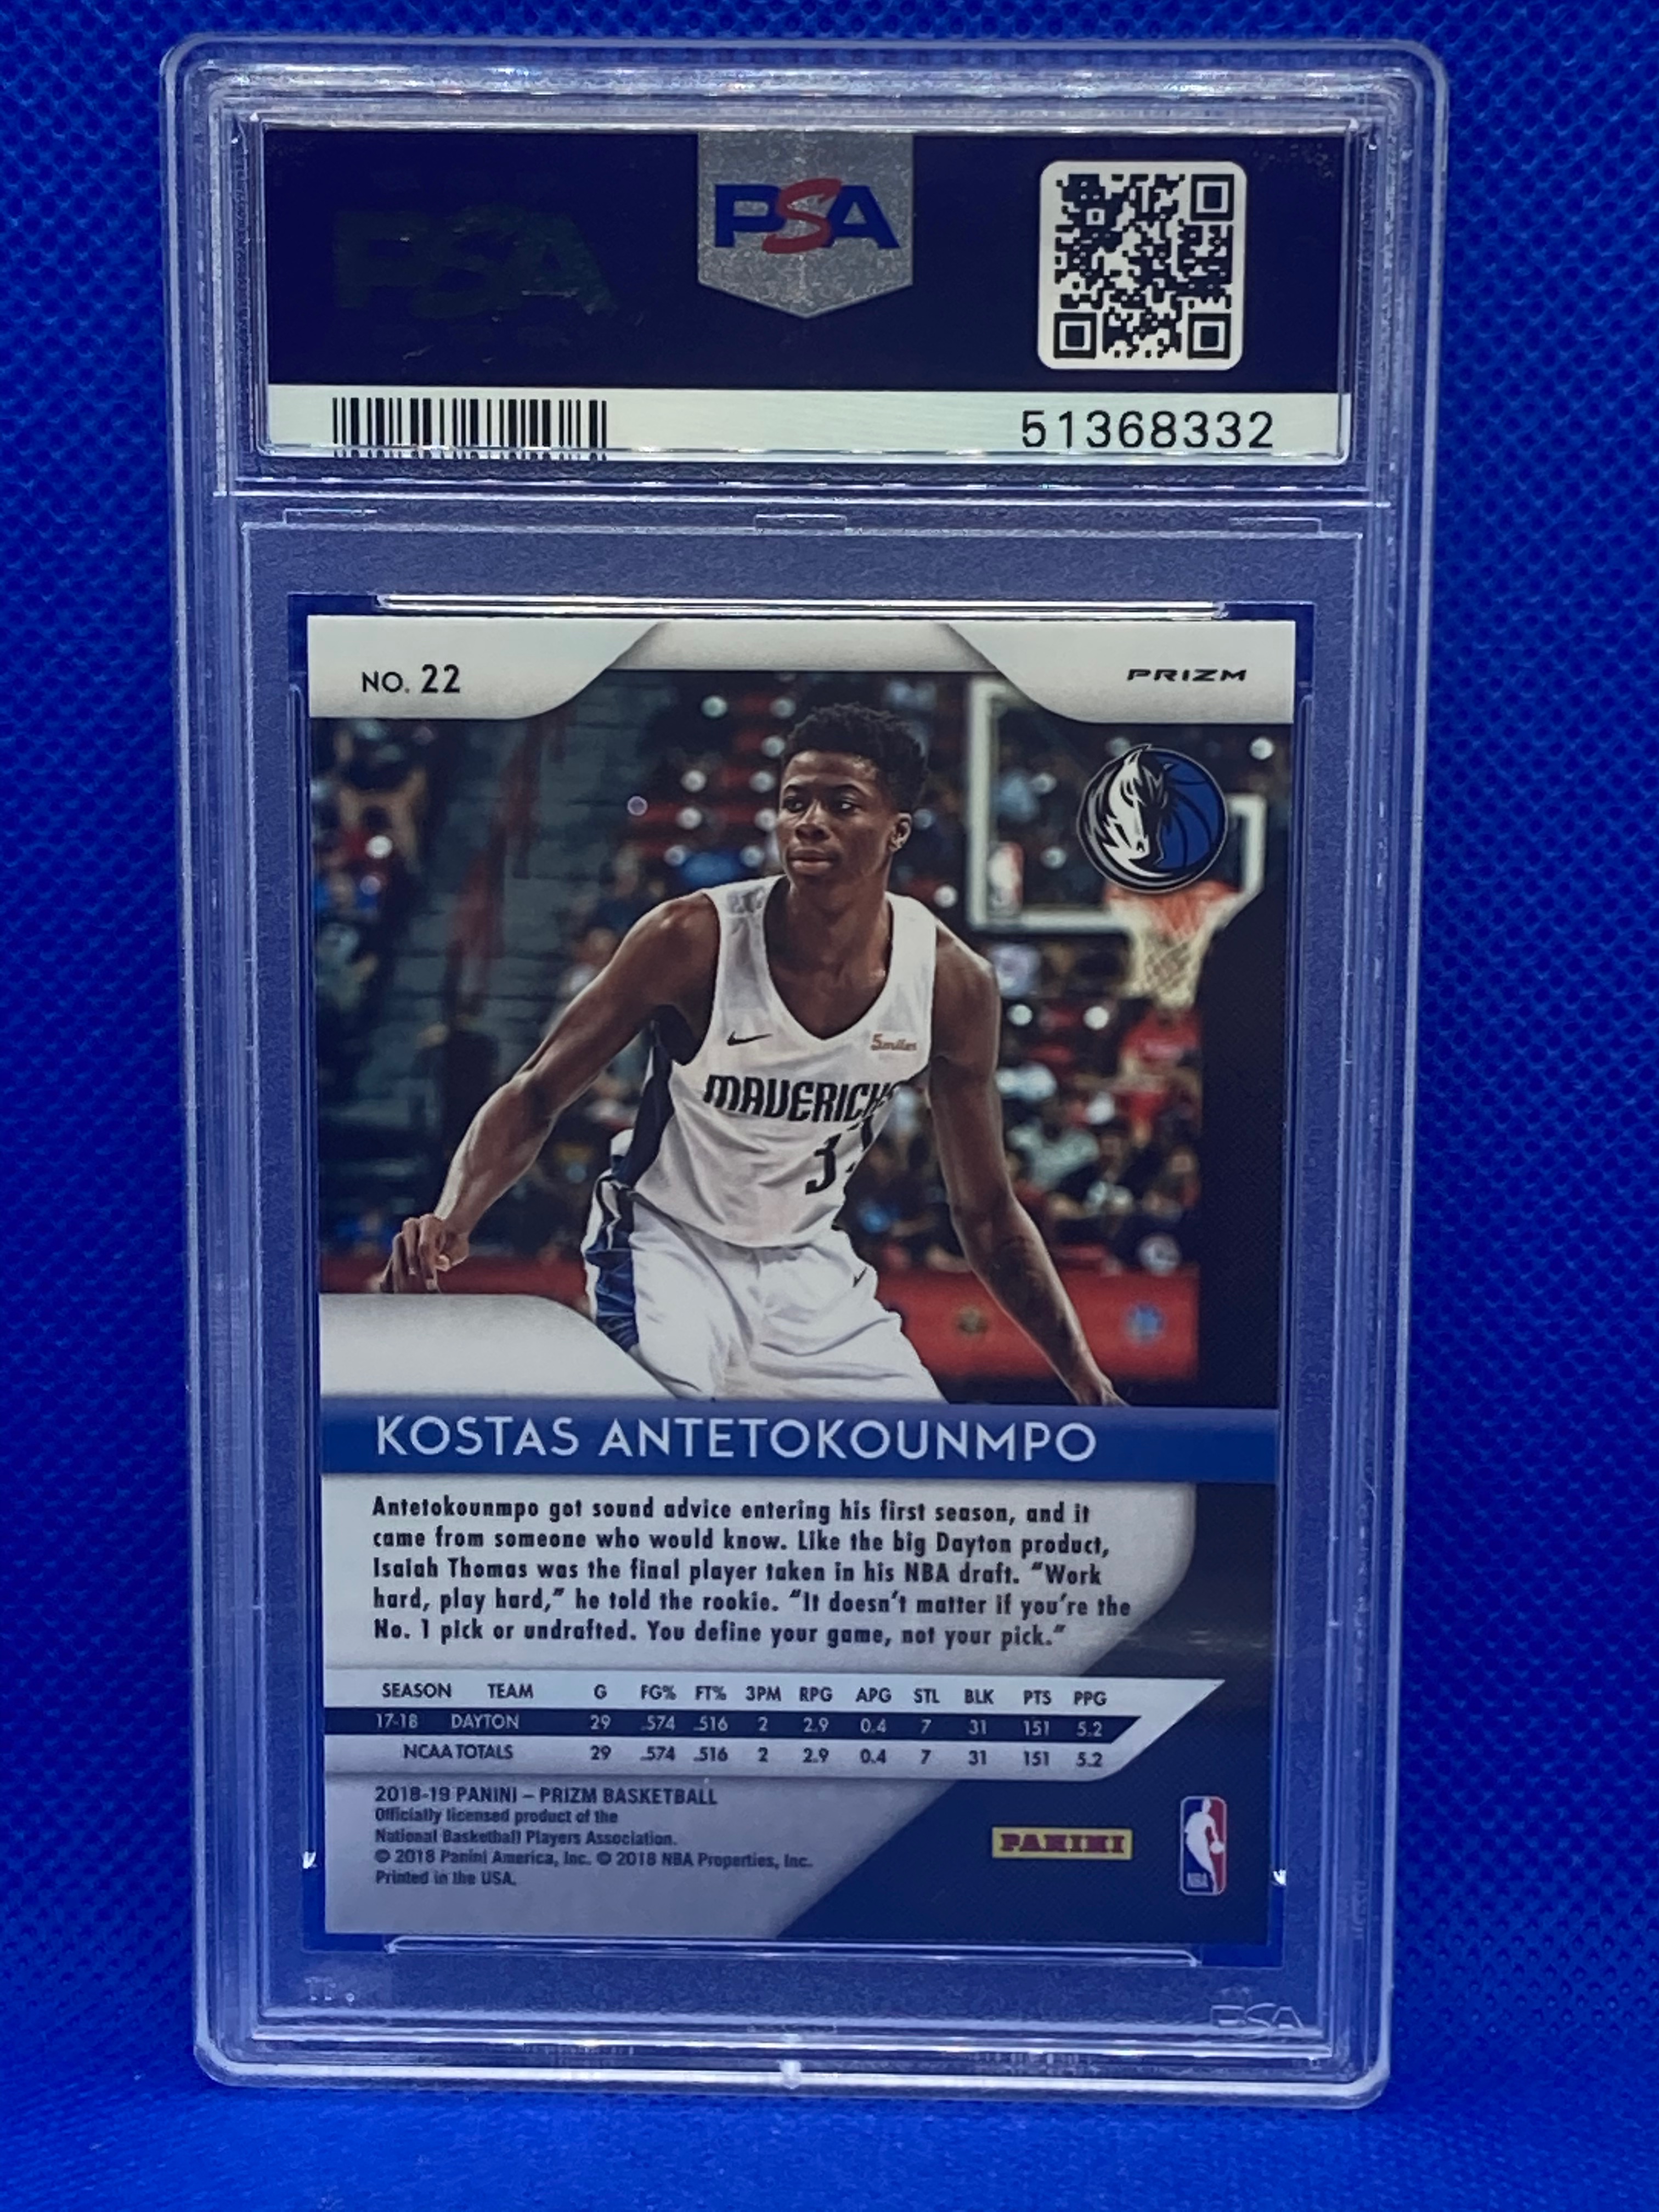 PSA
PSA
51368332
NO. 22
PRIZM
5miles
MAVERICKS
3
KOSTAS ANTETOKOUNMPO
Antetokounmpo got sound advice entering his first season, and it
came from someone who would know. Like the big Dayton product,
Isaiah Thomas was the final player taken in his NBA draft. “Work
hard, play hard,” he told the rookie. “It doesn’t matter if you’re the
No. 1 pick or undrafted. You define your game, not your pick.”
SEASON TEAM G FG% FT% 3PM RPG APG STL BLK PTS PPG
17-18 DAYTON 29 .574 .516 2 2.9 0.4 7 31 151 5.2
NCAA TOTALS 29 .574 .516 2 2.9 0.4 7 31 151 5.2
2018-19 PANINI – PRIZM BASKETBALL
Officially licensed product of the
National Basketball Players Association.
© 2018 Panini America, Inc. © 2018 NBA Properties, Inc.
Printed in the USA.
PANINI
NBA
PSA